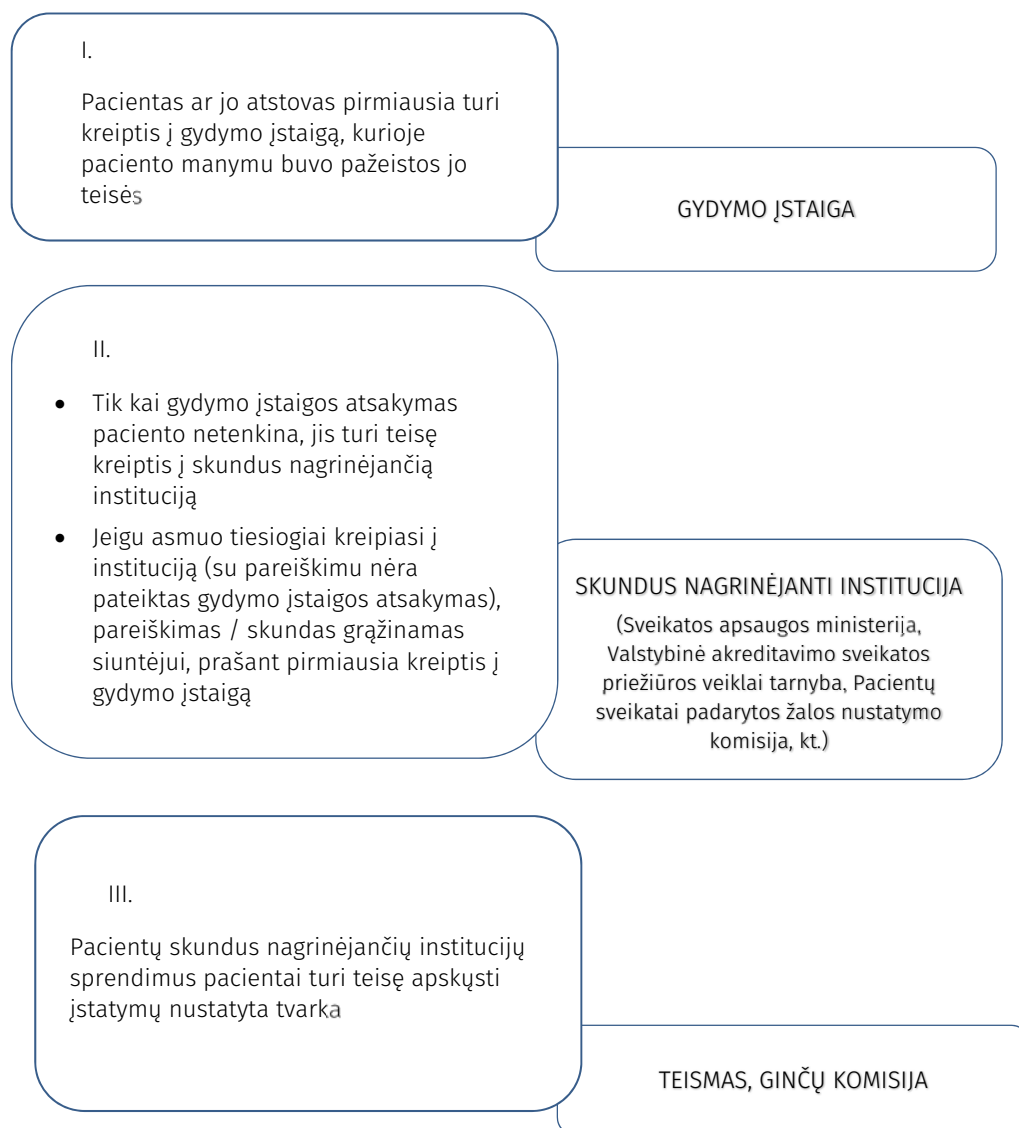 I.
Pacientas ar jo atstovas pirmiausia turi
kreiptis į gydymo įstaigą, kurioje
paciento manymu buvo pažeistos jo
teisės
GYDYMO ĮSTAIGA
II.
• Tik kai gydymo įstaigos atsakymas
paciento netenkina, jis turi teisę
kreiptis į skundus nagrinėjančią
instituciją
• Jeigu asmuo tiesiogiai kreipiasi į
instituciją (su pareiškimu nėra
pateiktas gydymo įstaigos atsakymas),
pareiškimas / skundas grąžinamas
siuntėjui, prašant pirmiausia kreiptis į
gydymo įstaigą
SKUNDUS NAGRINĖJANTI INSTITUCIJA
(Sveikatos apsaugos ministerija,
Valstybinė akreditavimo sveikatos
priežiūros veiklai tarnyba, Pacientų
sveikatai padarytos žalos nustatymo
komisija, kt.)
III.
Pacientų skundus nagrinėjančių institucijų
sprendimus pacientai turi teisę apskųsti
įstatymų nustatyta tvarka
TEISMAS, GINČŲ KOMISIJA